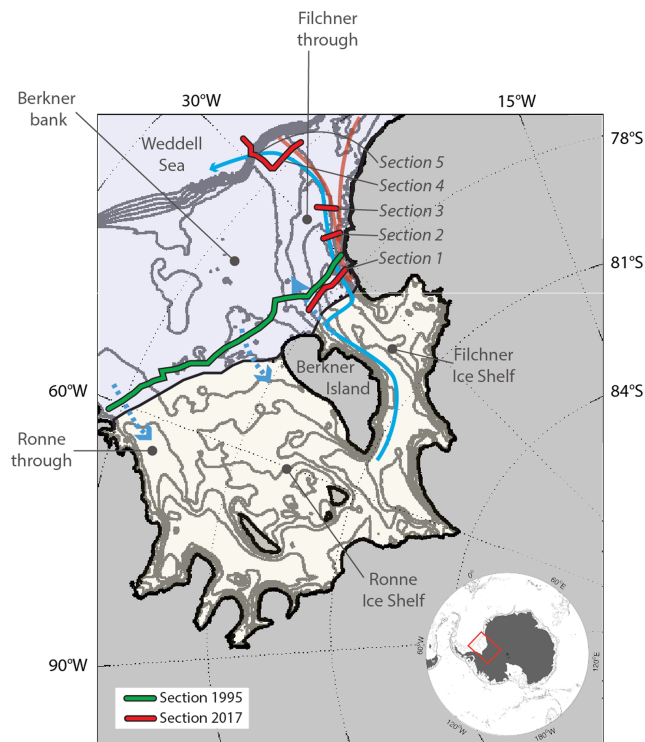 Filchner
through
30°W
15°W
Berkner
bank
78°S
Weddell
Sea
Section 5
Section 4
Section 3
Section 2
Section 1
81°S
Filchner
Ice Shelf
Berkner
Island
60°W
84°S
Ronne
through
Ronne
Ice Shelf
90°W
Section 1995
Section 2017
0°
60°E
60°W
120°E
120°W
180°W